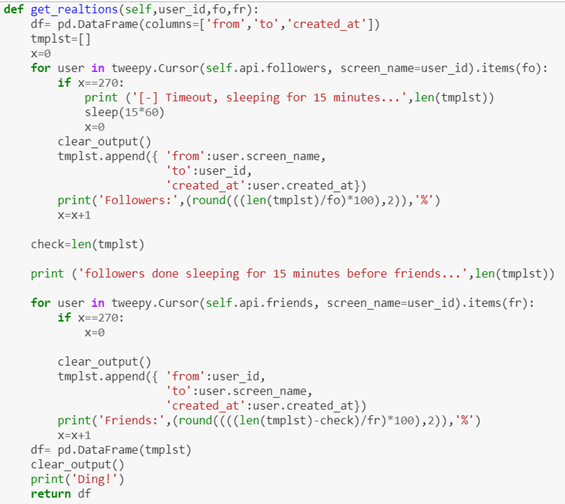 def get_realtions(self,user_id,fo,fr):
    df= pd.DataFrame(columns=['from','to','created_at'])
    tmplst=[]
    x=0
    for user in tweepy.Cursor(self.api.followers, screen_name=user_id).items(fo):
        if x==270:
            print ('[-] Timeout, sleeping for 15 minutes...',len(tmplst))
            sleep(15*60)
            x=0
        clear_output()
        tmplst.append({ 'from':user.screen_name,
                        'to':user_id,
                        'created_at':user.created_at})
        print('Followers:',(round(((len(tmplst)/fo)*100),2)),'%')
        x=x+1

    check=len(tmplst)

    print ('followers done sleeping for 15 minutes before friends...',len(tmplst))

    for user in tweepy.Cursor(self.api.friends, screen_name=user_id).items(fr):
        if x==270:
            x=0

        clear_output()
        tmplst.append({ 'from':user_id,
                        'to':user.screen_name,
                        'created_at':user.created_at})
        print('Friends:',(round((((len(tmplst)-check)/fr)*100),2)),'%')
        x=x+1
    df= pd.DataFrame(tmplst)
    clear_output()
    print('Ding!')
    return df